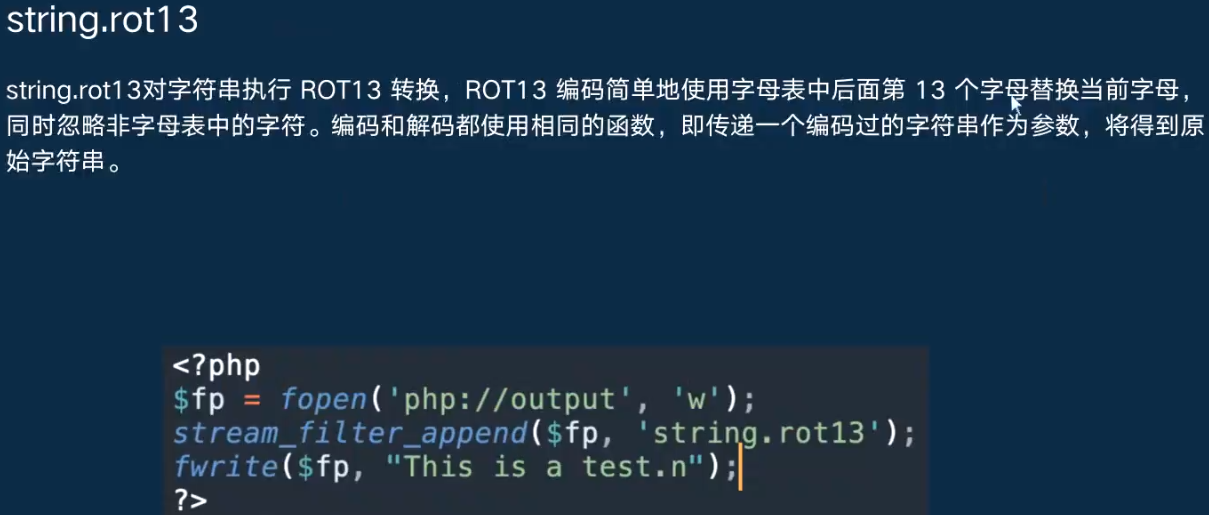 string.rot13
string.rot13对字符串执行 ROT13 转换，ROT13 编码简单地使用字母表中后面第 13 个字母替换当前字母，
同时忽略非字母表中的字符。编码和解码都使用相同的函数，即传递一个编码过的字符串作为参数，将得到原
始字符串。
<?php
$fp = fopen('php://output', 'w');
stream_filter_append($fp, 'string.rot13');
fwrite($fp, "This is a test.n");
?>